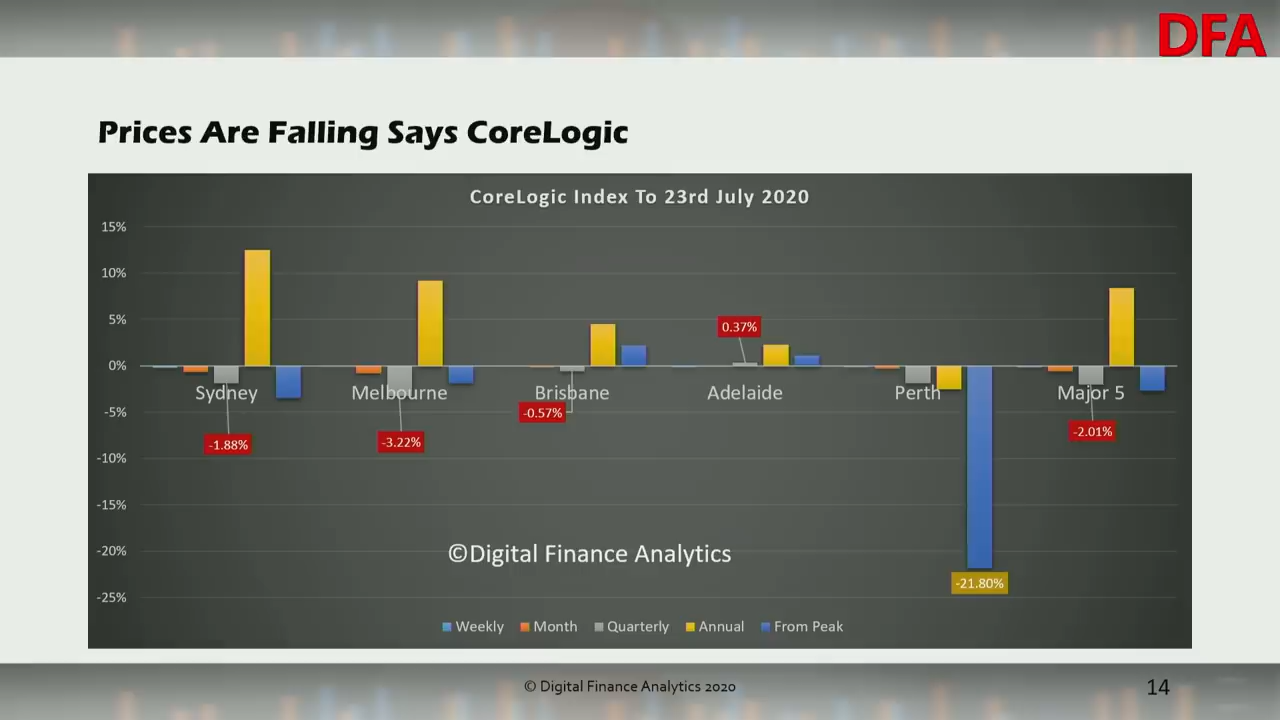 DFA
Prices Are Falling Says CoreLogic
CoreLogic Index To 23rd July 2020
15%
10%
5%
0%
-5%
-10%
-15%
-20%
-25%
0.37%
Sydney Melbourne Brisbane Adelaide Perth Major 5
-0.57%
-1.88%
-3.22%
-2.01%
©Digital Finance Analytics
-21.80%
Weekly Month Quarterly Annual From Peak
© Digital Finance Analytics 2020
14